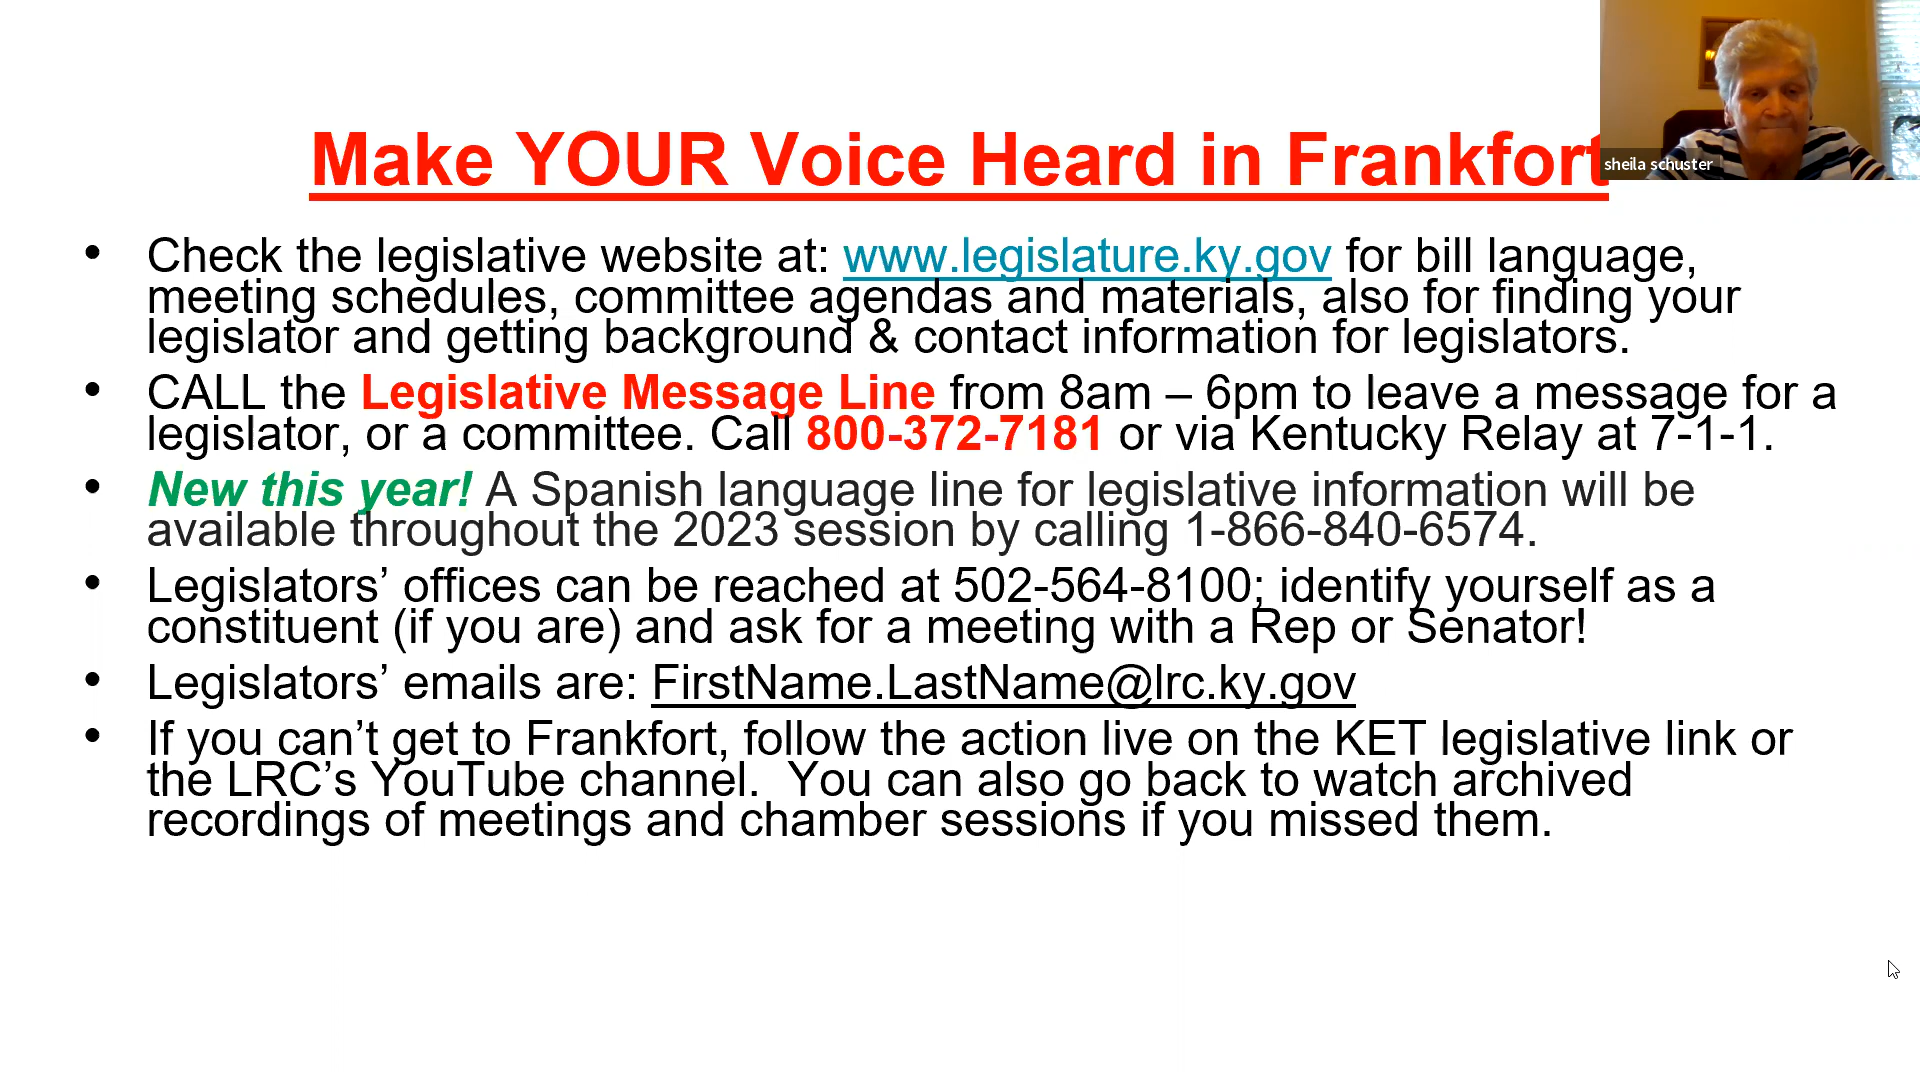 Make YOUR Voice Heard in Frankfort
sheila schuster
• Check the legislative website at: www.legislature.ky.gov for bill language,
meeting schedules, committee agendas and materials, also for finding your
legislator and getting background & contact information for legislators.
• CALL the Legislative Message Line from 8am – 6pm to leave a message for a
legislator, or a committee. Call 800-372-7181 or via Kentucky Relay at 7-1-1.
• New this year! A Spanish language line for legislative information will be
available throughout the 2023 session by calling 1-866-840-6574.
• Legislators’ offices can be reached at 502-564-8100; identify yourself as a
constituent (if you are) and ask for a meeting with a Rep or Senator!
• Legislators’ emails are: FirstName.LastName@lrc.ky.gov
• If you can’t get to Frankfort, follow the action live on the KET legislative link or
the LRC’s YouTube channel.  You can also go back to watch archived
recordings of meetings and chamber sessions if you missed them.